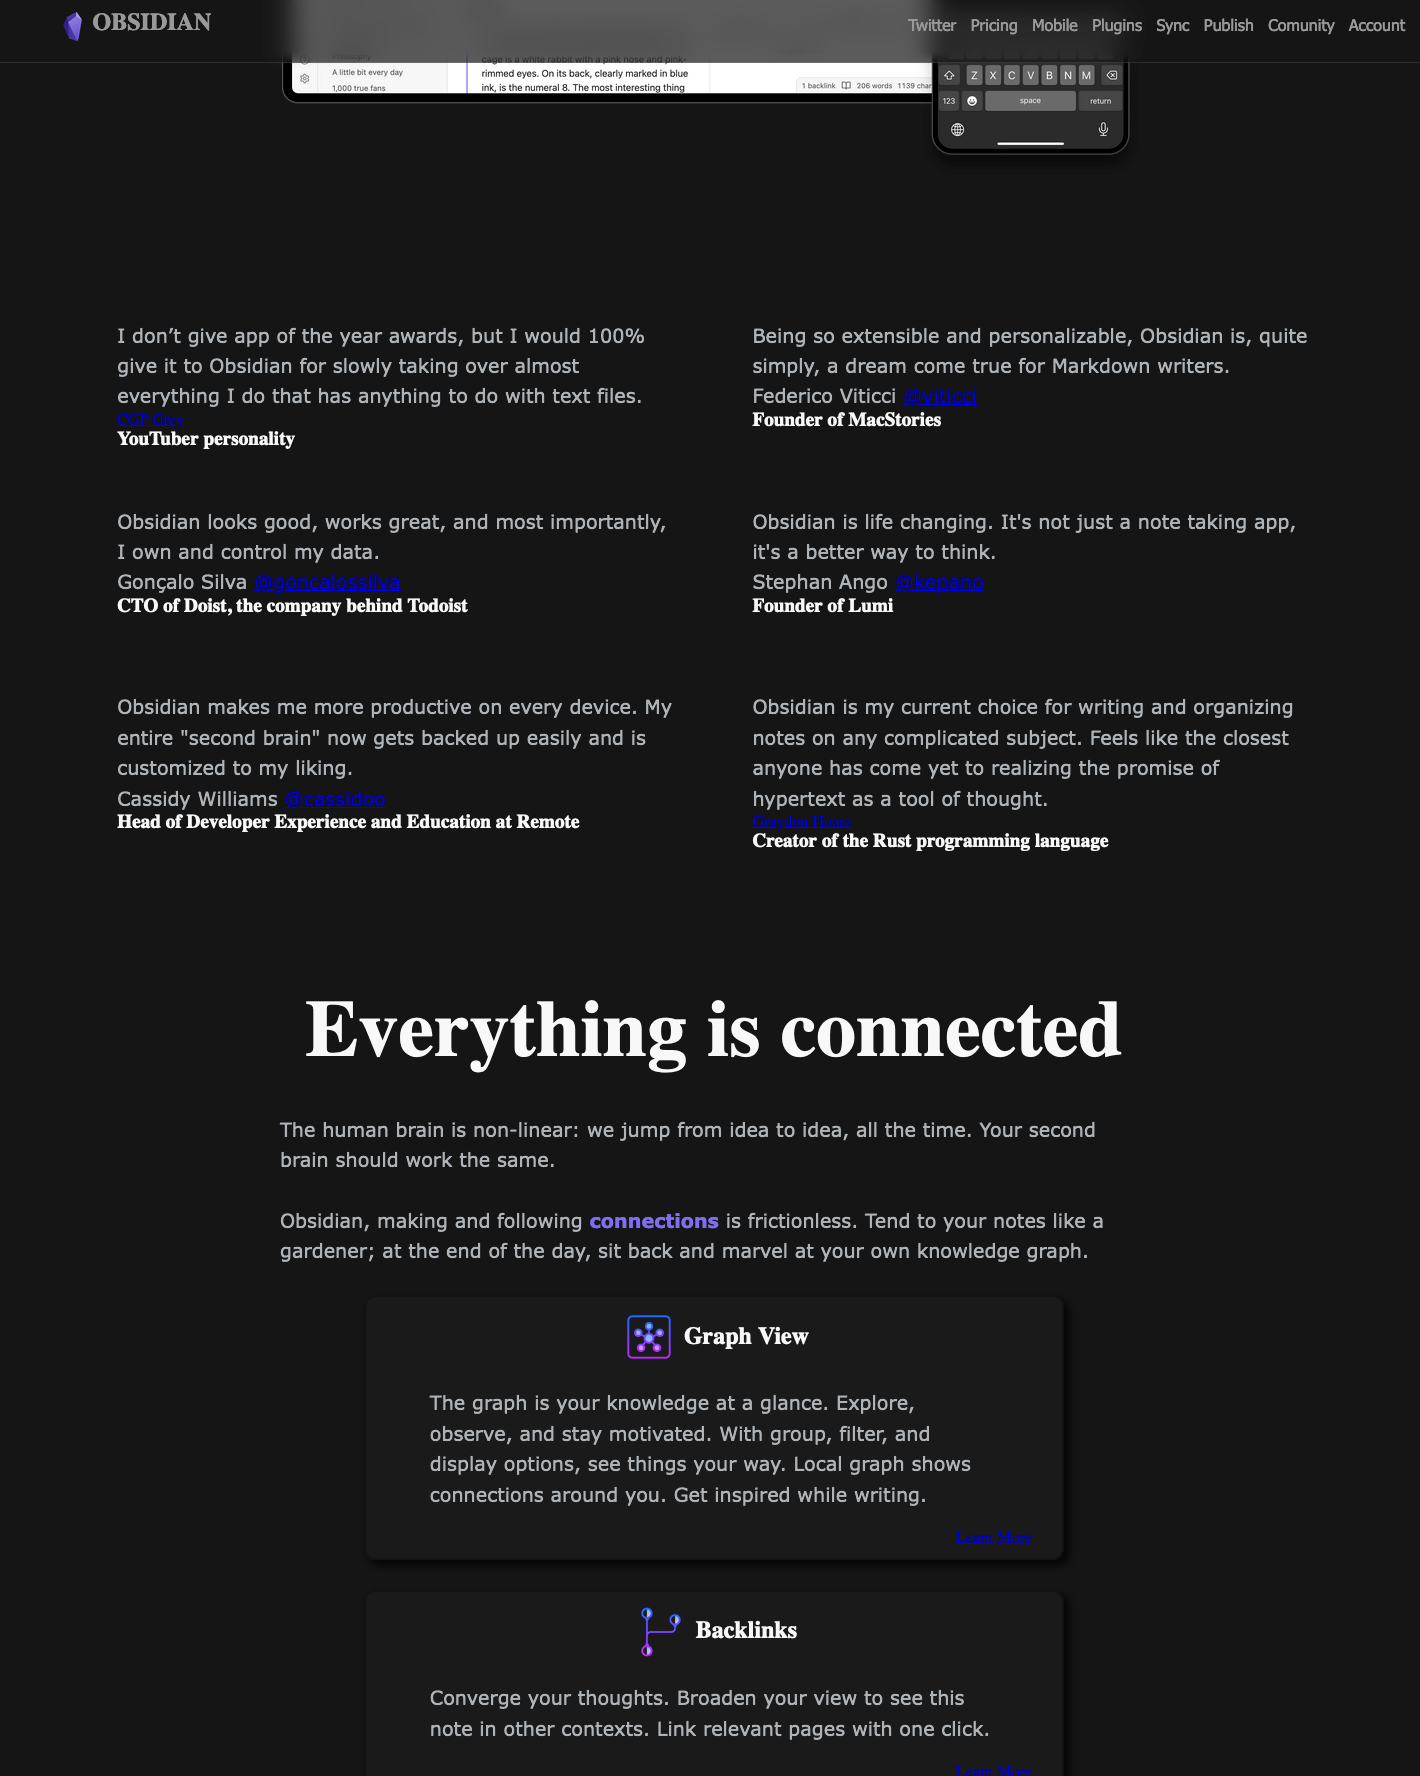 OBSIDIAN
Twitter Pricing Mobile Plugins Sync Publish Comunity Account
cage is a white rabbit with a pink nose and pink-
A little bit every day
rimmed eyes. On its back, clearly marked in blue
1,000 true fans
ink, is the numeral 8. The most interesting thing
1 backlink 206 words 1139
Z X C V B N M
123 space return
I don’t give app of the year awards, but I would 100%
give it to Obsidian for slowly taking over almost
everything I do that has anything to do with text files.
CGP Grey
YouTuber personality
Being so extensible and personalizable, Obsidian is, quite
simply, a dream come true for Markdown writers.
Federico Viticci @viticci
Founder of MacStories
Obsidian looks good, works great, and most importantly,
I own and control my data.
Gonçalo Silva @goncalossilva
CTO of Doist, the company behind Todoist
Obsidian is life changing. It's not just a note taking app,
it's a better way to think.
Stephan Ango @kepano
Founder of Lumi
Obsidian makes me more productive on every device. My
entire "second brain" now gets backed up easily and is
customized to my liking.
Cassidy Williams @cassidoo
Head of Developer Experience and Education at Remote
Obsidian is my current choice for writing and organizing
notes on any complicated subject. Feels like the closest
anyone has come yet to realizing the promise of
hypertext as a tool of thought.
Graydon Hoare
Creator of the Rust programming language
Everything is connected
The human brain is non-linear: we jump from idea to idea, all the time. Your second
brain should work the same.
Obsidian, making and following connections is frictionless. Tend to your notes like a
gardener; at the end of the day, sit back and marvel at your own knowledge graph.
Graph View
The graph is your knowledge at a glance. Explore,
observe, and stay motivated. With group, filter, and
display options, see things your way. Local graph shows
connections around you. Get inspired while writing.
Learn More
Backlinks
Converge your thoughts. Broaden your view to see this
note in other contexts. Link relevant pages with one click.
Learn More